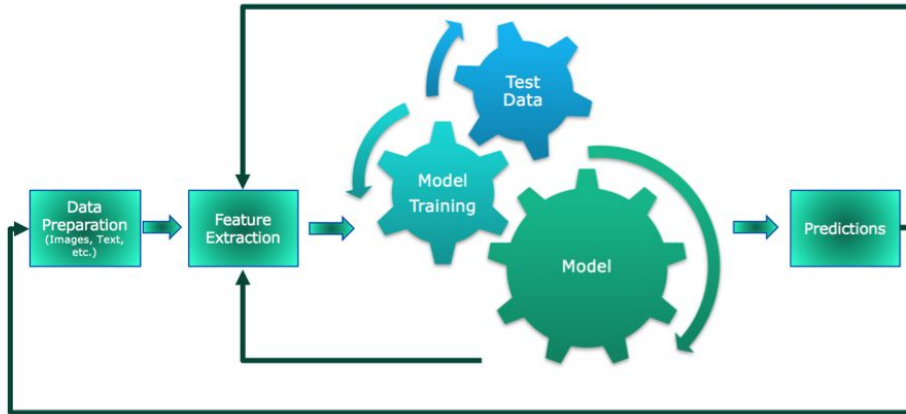 Data
Preparation
(Images, Text,
etc.)
Feature
Extraction
Test
Data
Model
Training
Model
Predictions